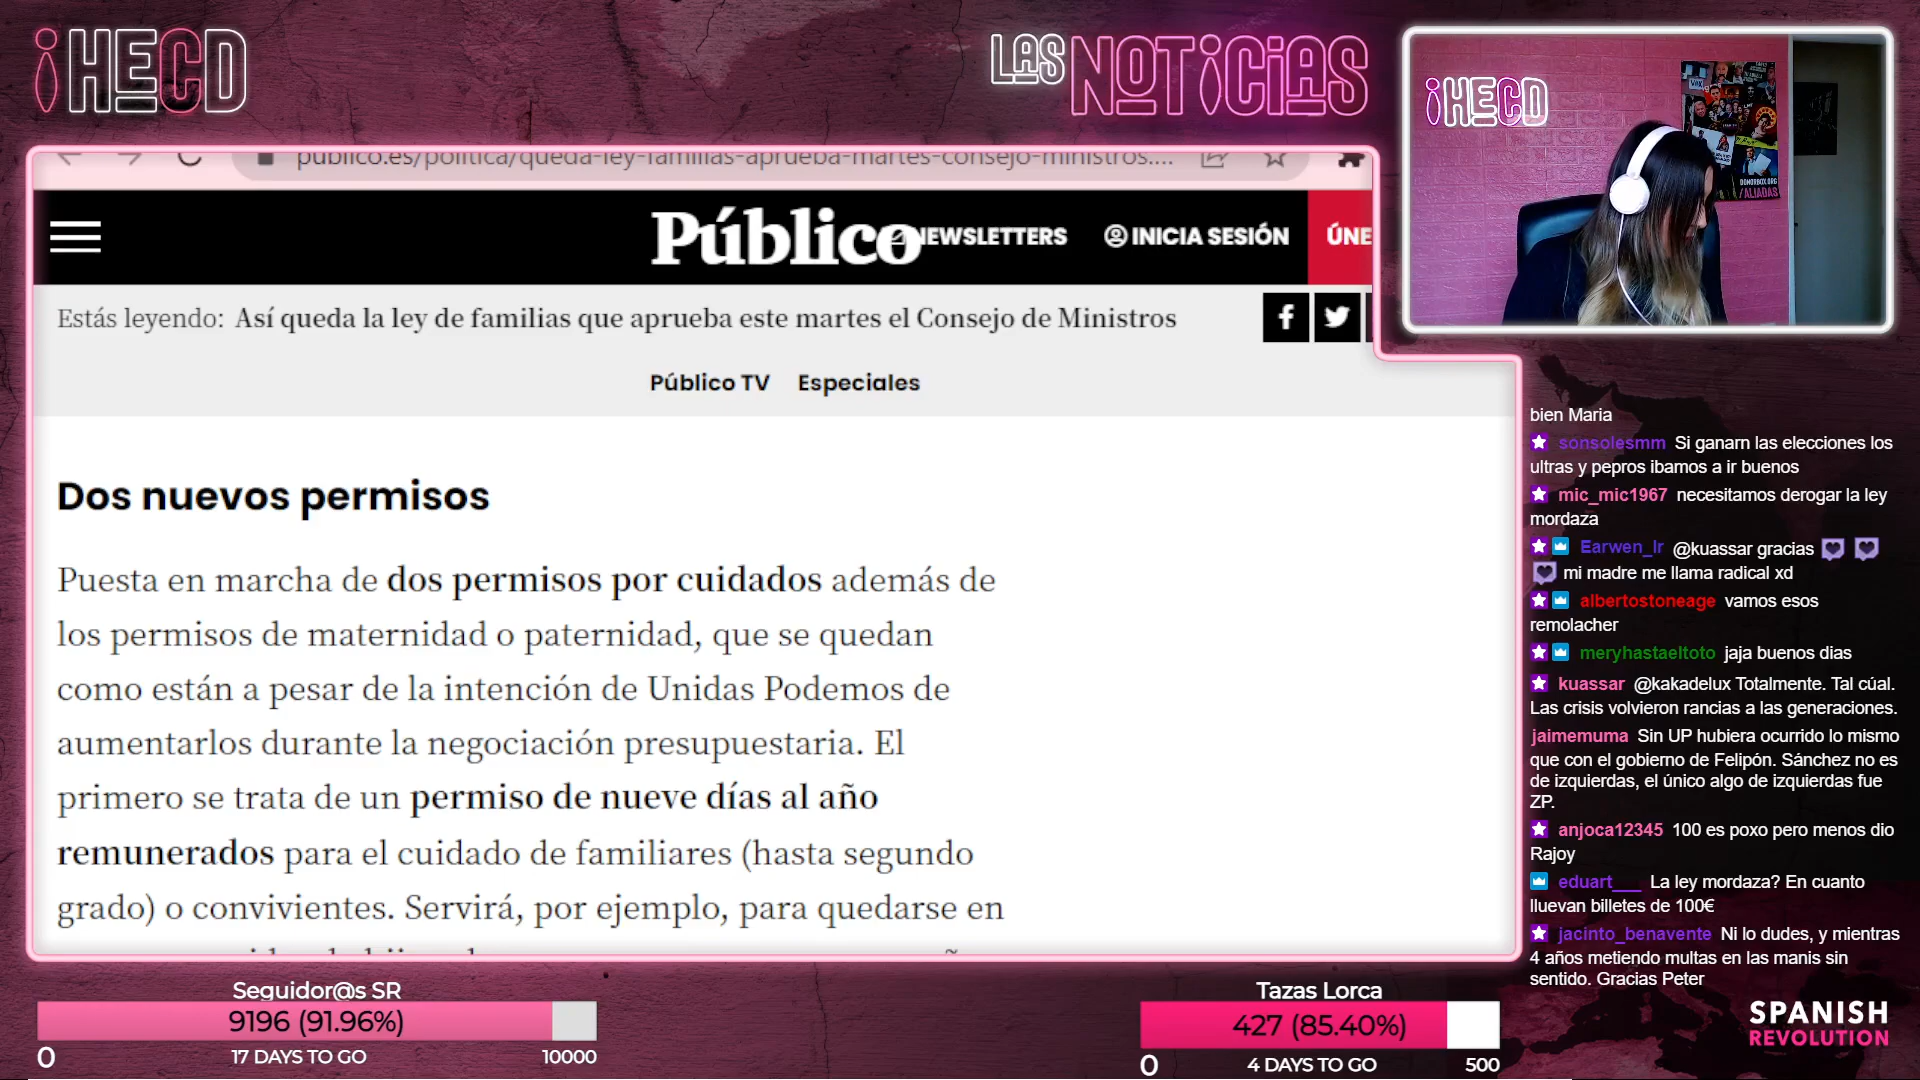 ¡HECD
LAS NOTICIAS
¡HECD
DONORBOX.ORG
/ALIADAS
publico.es/politica/queda-ley-familias-aprueba-martes-consejo-ministros....
Público
NEWSLETTERS
INICIA SESIÓN
ÚNE
Estás leyendo: Así queda la ley de familias que aprueba este martes el Consejo de Ministros
Público TV Especiales
Dos nuevos permisos
Puesta en marcha de dos permisos por cuidados además de
los permisos de maternidad o paternidad, que se quedan
como están a pesar de la intención de Unidas Podemos de
aumentarlos durante la negociación presupuestaria. El
primero se trata de un permiso de nueve días al año
remunerados para el cuidado de familiares (hasta segundo
grado) o convivientes. Servirá, por ejemplo, para quedarse en
bien Maria
sonsolesmm Si ganarn las elecciones los
ultras y pepros ibamos a ir buenos
mic_mic1967 necesitamos derogar la ley
mordaza
Earwen_Ir @kuassar gracias
mi madre me llama radical xd
albertostoneage vamos esos
remolacher
meryhastaeltoto jaja buenos dias
kuassar @kakadelux Totalmente. Tal cúal.
Las crisis volvieron rancias a las generaciones.
jaimemuma Sin UP hubiera ocurrido lo mismo
que con el gobierno de Felipón. Sánchez no es
de izquierdas, el único algo de izquierdas fue
ZP.
anjoca12345 100 es poxo pero menos dio
Rajoy
eduart___ La ley mordaza? En cuanto
lluevan billetes de 100€
jacinto_benavente Ni lo dudes, y mientras
4 años metiendo multas en las manis sin
sentido. Gracias Peter
Seguidor@s SR
9196 (91.96%)
0 17 DAYS TO GO 10000
Tazas Lorca
427 (85.40%)
0 4 DAYS TO GO 500
SPANISH
REVOLUTION